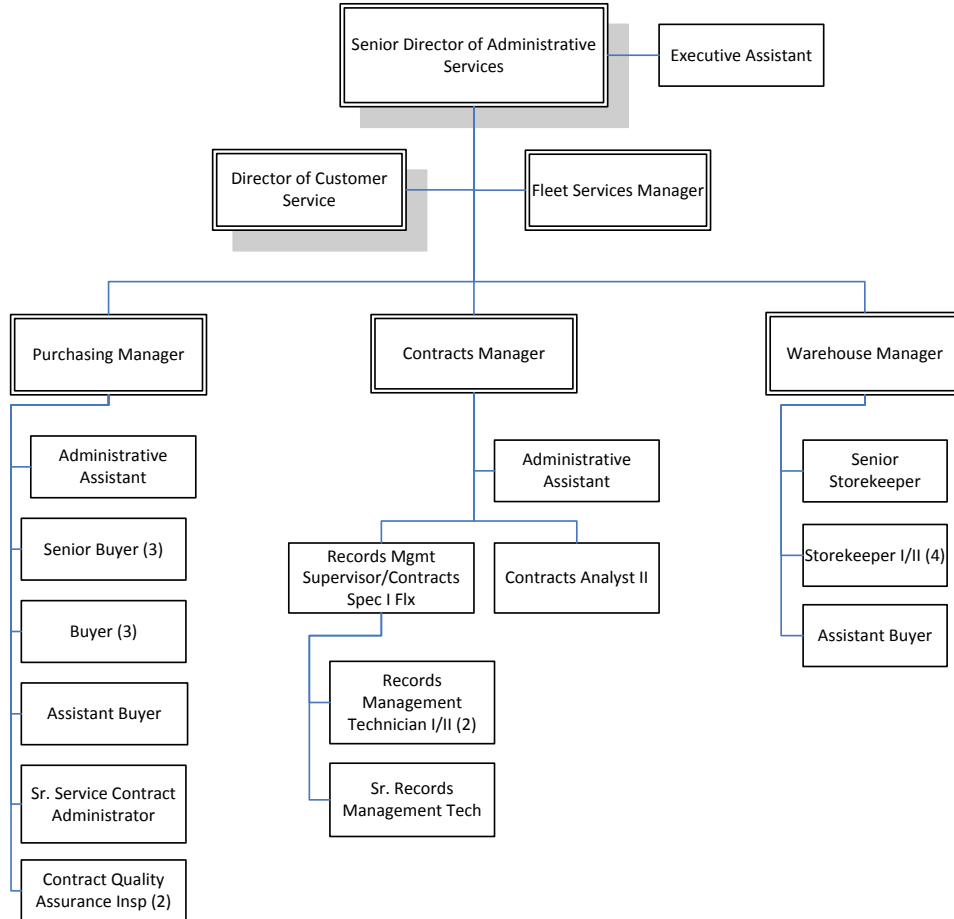 Senior Director of Administrative
Services
Executive Assistant
Director of Customer
Service
Fleet Services Manager
Purchasing Manager
Contracts Manager
Warehouse Manager
Administrative
Assistant
Senior Buyer (3)
Buyer (3)
Assistant Buyer
Sr. Service Contract
Administrator
Contract Quality
Assurance Insp (2)
Administrative
Assistant
Records Mgmt
Supervisor/Contracts
Spec I Flx
Contracts Analyst II
Records
Management
Technician I/II (2)
Sr. Records
Management Tech
Senior
Storekeeper
Storekeeper I/II (4)
Assistant Buyer